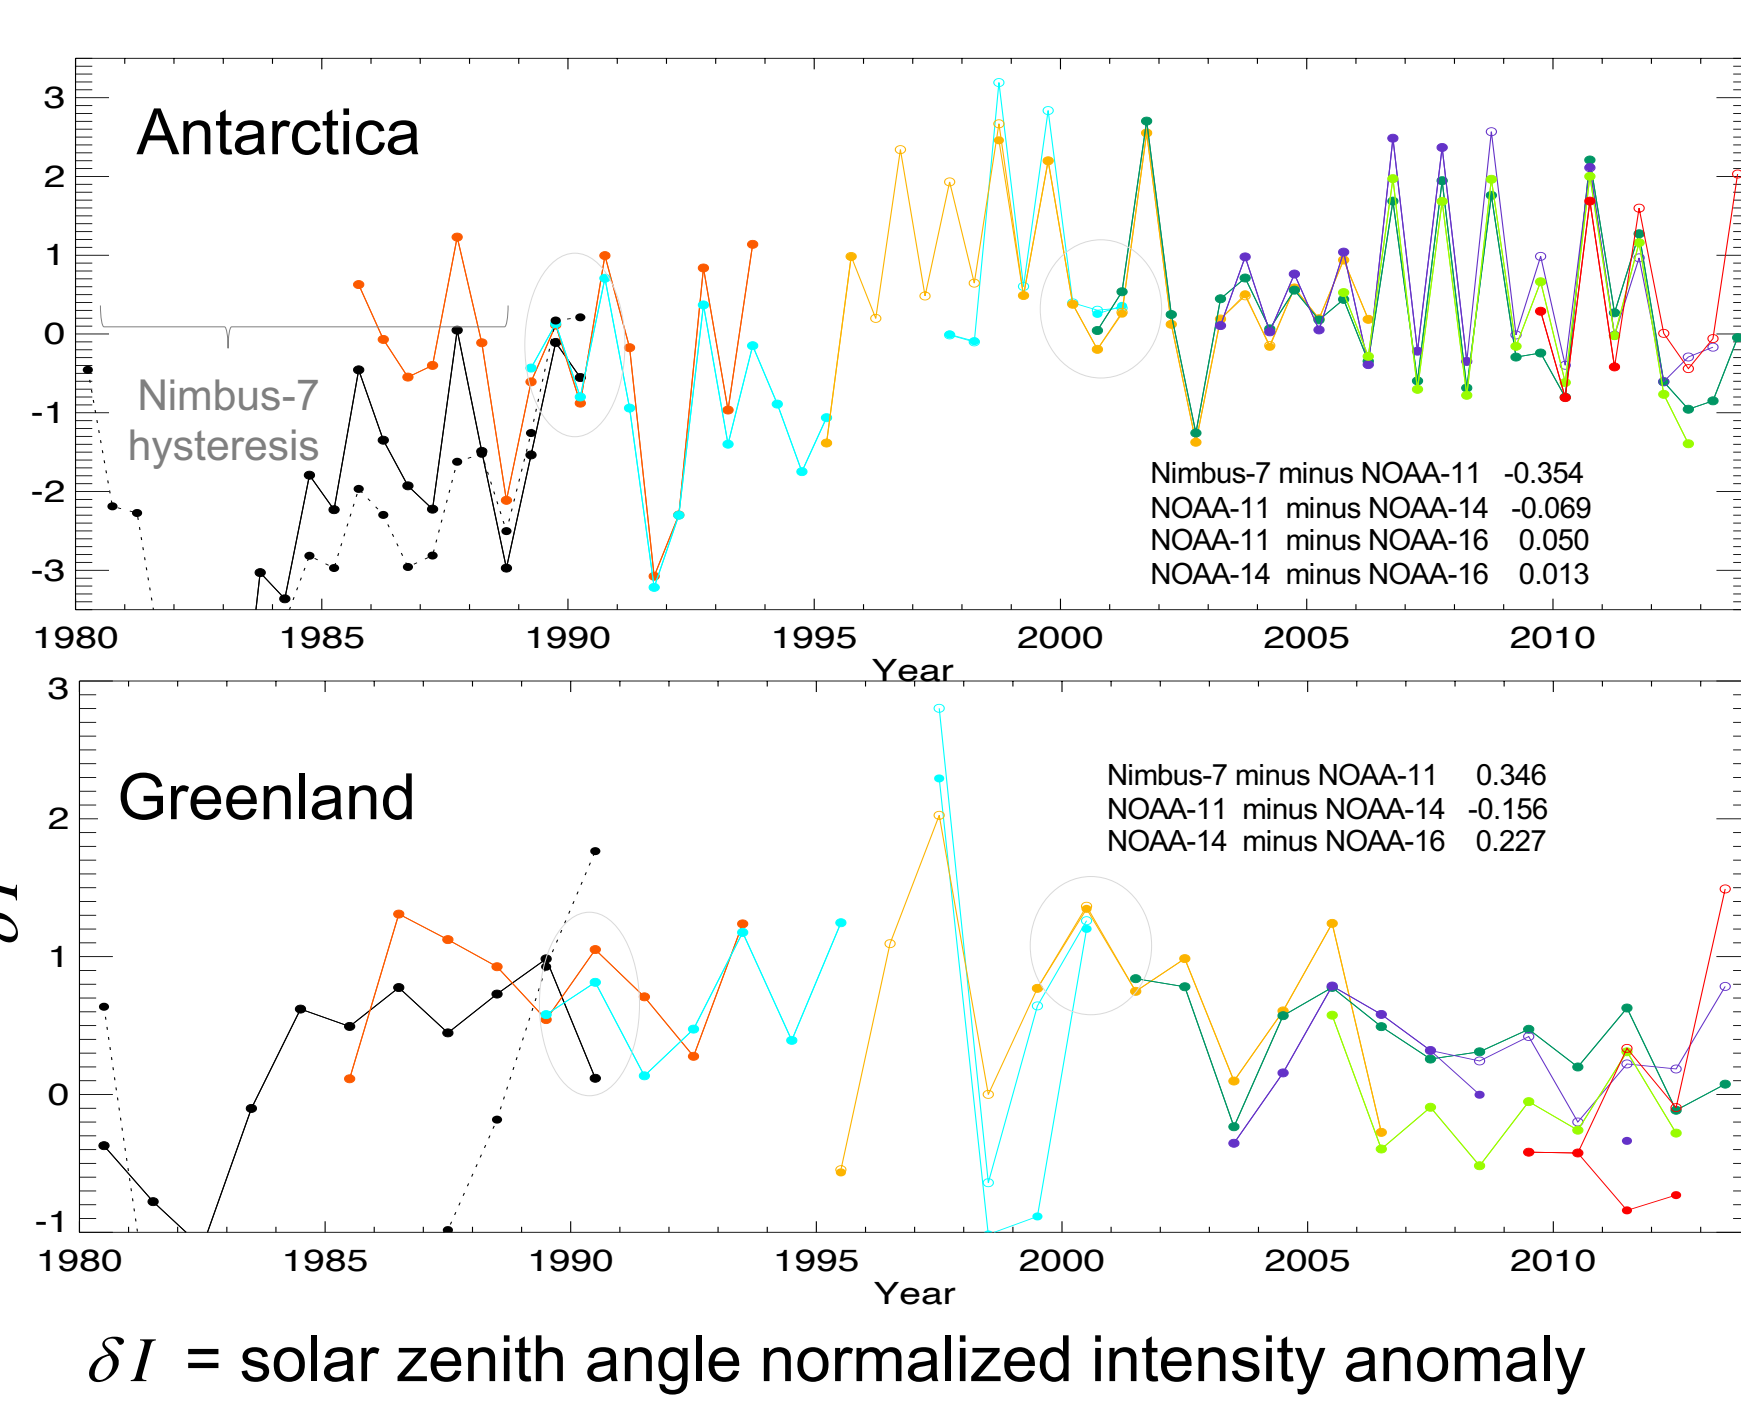 3
2
1
0
-1
-2
-3
Antarctica
Nimbus-7
hysteresis
Nimbus-7 minus NOAA-11 -0.354
NOAA-11 minus NOAA-14 -0.069
NOAA-11 minus NOAA-16 0.050
NOAA-14 minus NOAA-16 0.013
1980 1985 1990 1995 2000 2005 2010
Year
3
2
1
0
-1
δI
Greenland
Nimbus-7 minus NOAA-11 0.346
NOAA-11 minus NOAA-14 -0.156
NOAA-14 minus NOAA-16 0.227
1980 1985 1990 1995 2000 2005 2010
Year
δI = solar zenith angle normalized intensity anomaly